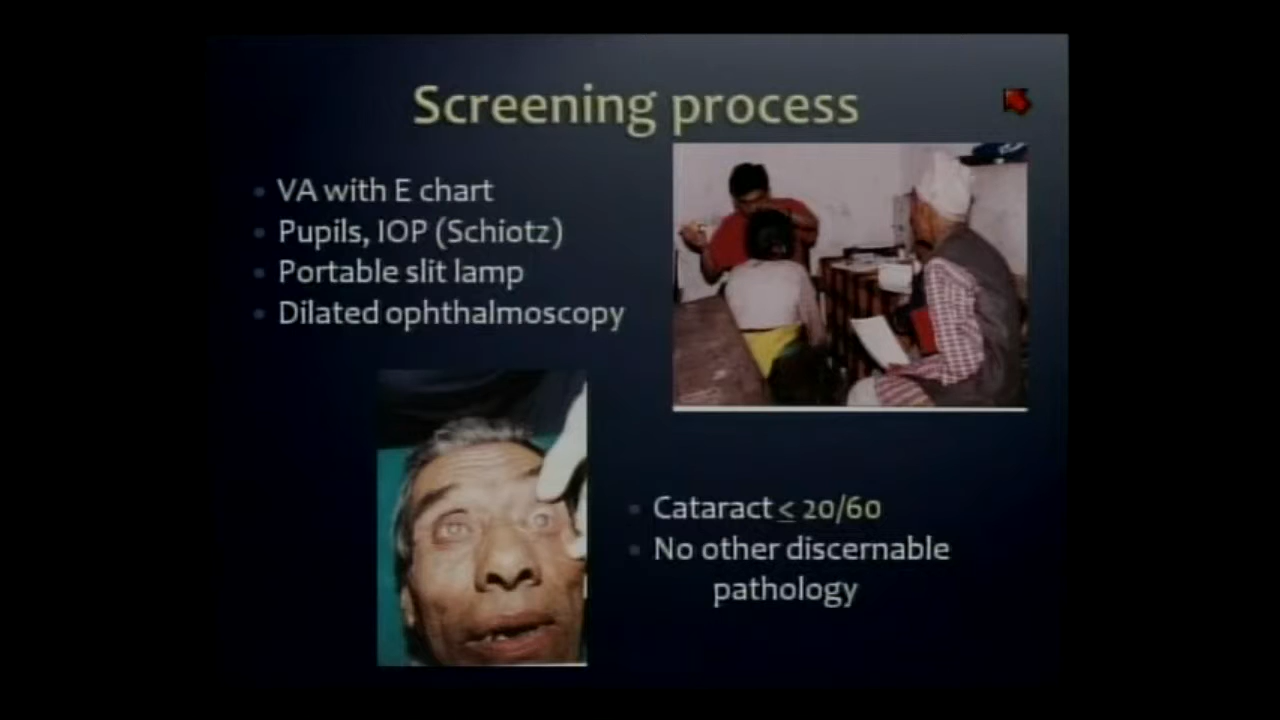 Screening process
VA with E chart
Pupils, IOP (Schiotz)
Portable slit lamp
Dilated ophthalmoscopy
Cataract ≤ 20/60
No other discernable
pathology